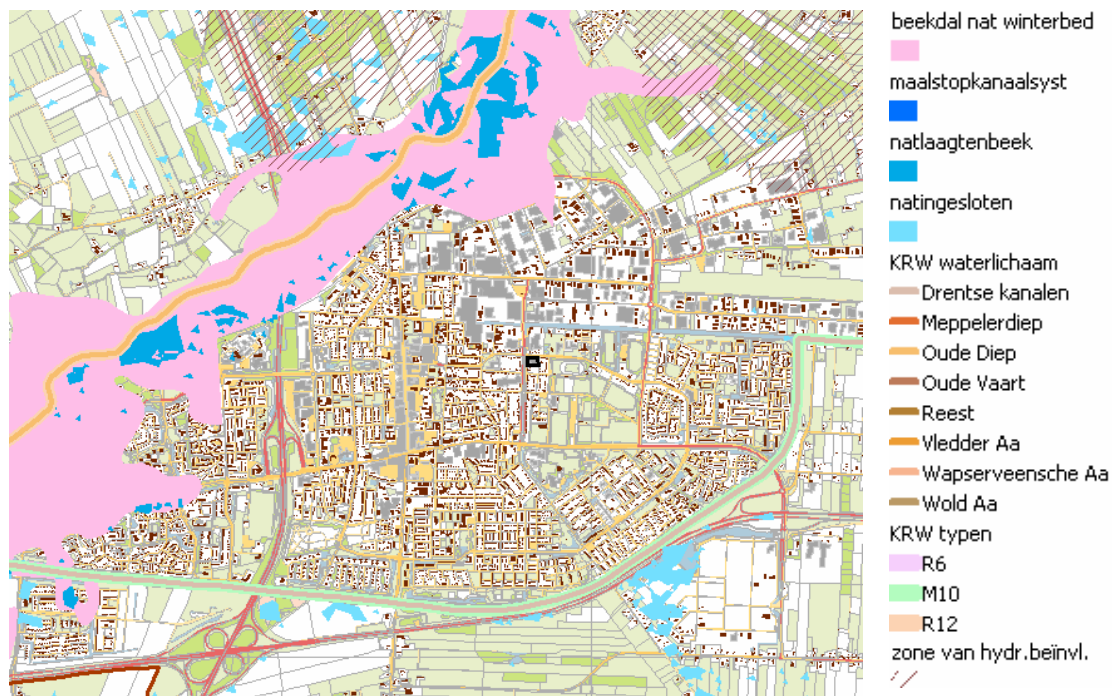 beekdal nat winterbed
maalstopkanaalsyst
natlaagtenbeek
natingesloten
KRW waterlichaam
Drentse kanalen
Meppelerdiep
Oude Diep
Oude Vaart
Reest
Vledder Aa
Wapserveensche Aa
Wold Aa
KRW typen
R6
M10
R12
zone van hydr.beïnvl.